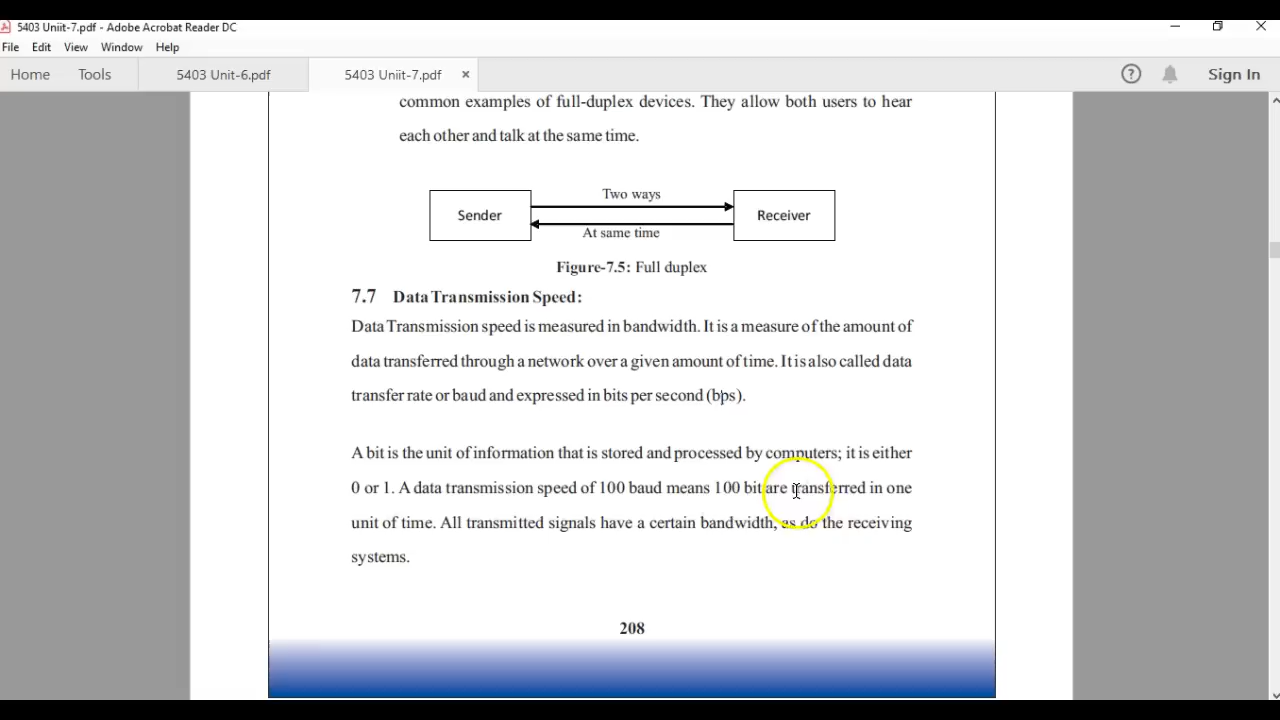 5403 Uniit-7.pdf - Adobe Acrobat Reader DC
File Edit View Window Help
Home Tools 5403 Unit-6.pdf 5403 Uniit-7.pdf × ? Sign In
common examples of full-duplex devices. They allow both users to hear
each other and talk at the same time.
Two ways
Sender Receiver
At same time
Figure-7.5: Full duplex
7.7 Data Transmission Speed:
Data Transmission speed is measured in bandwidth. It is a measure of the amount of
data transferred through a network over a given amount of time. It is also called data
transfer rate or baud and expressed in bits per second (bps).
A bit is the unit of information that is stored and processed by computers; it is either
0 or 1. A data transmission speed of 100 baud means 100 bit are transferred in one
unit of time. All transmitted signals have a certain bandwidth, as do the receiving
systems.
208